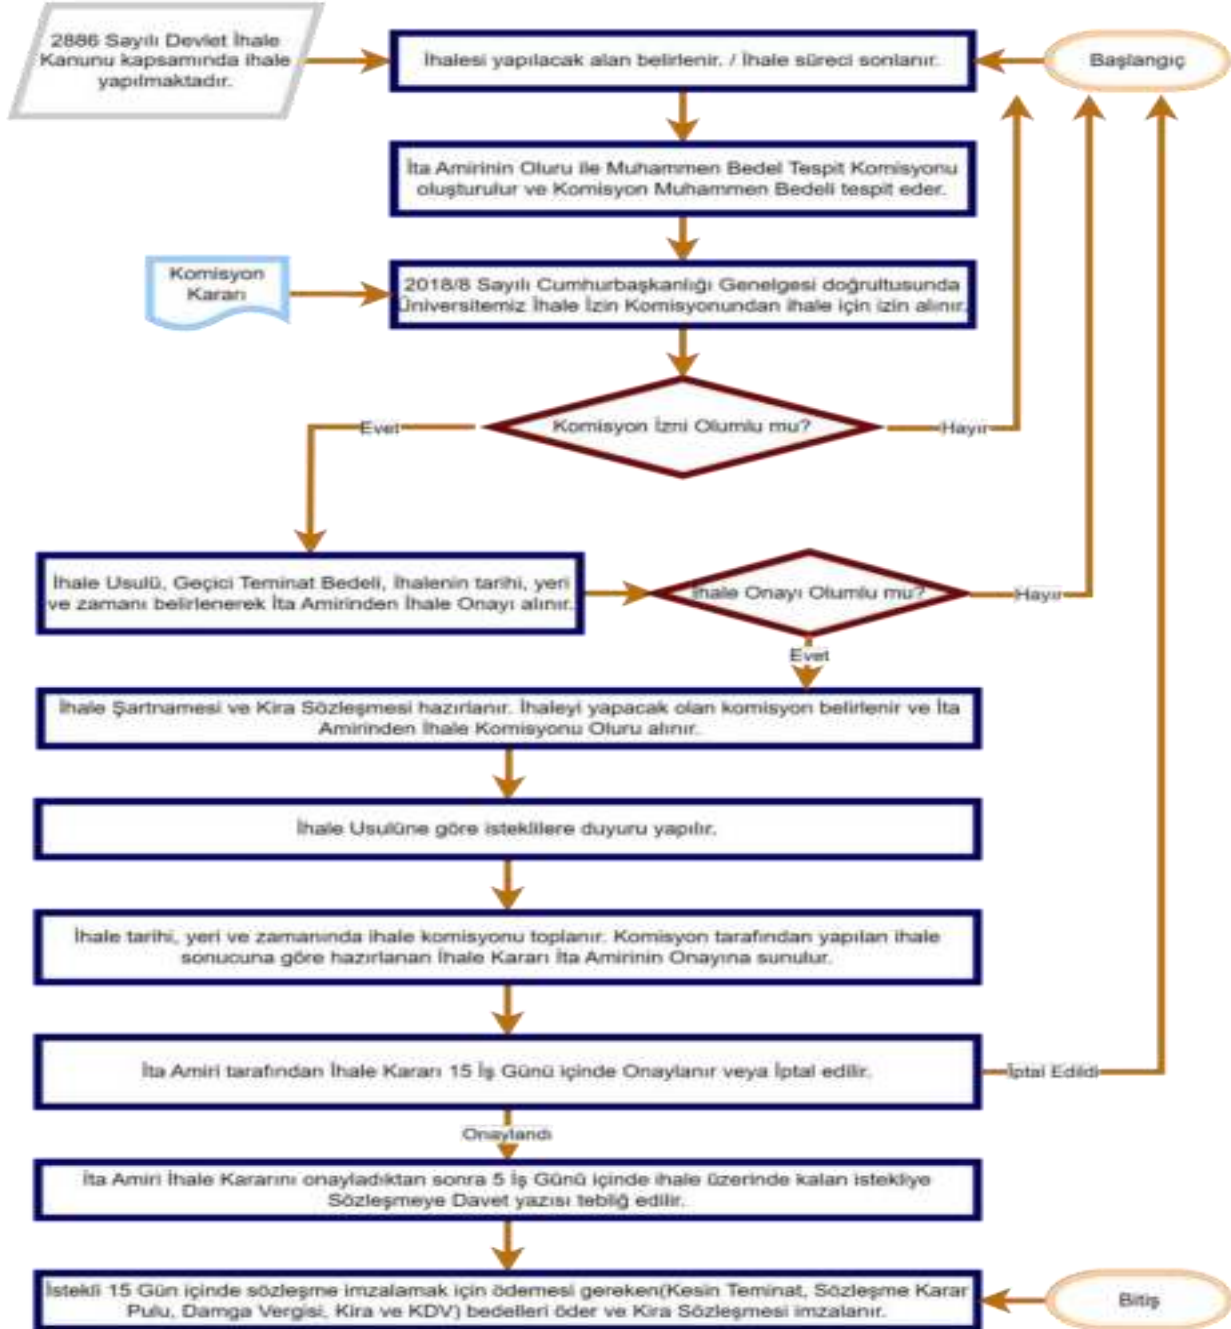 2886 Sayılı Devlet İhale
Kanunu kapsamında ihale
yapılmaktadır.
İhalesi yapılacak alan belirlenir. / İhale süreci sonlanır.
Başlangıç
İta Amirinin Oluru ile Muhammen Bedel Tespit Komisyonu
oluşturulur ve Komisyon Muhammen Bedeli tespit eder.
Komisyon
Kararı
2018/8 Sayılı Cumhurbaşkanlığı Genelgesi doğrultusunda
Üniversitemiz İhale İzin Komisyonundan ihale için izin alınır.
Komisyon İzni Olumlu mu?
Evet
Hayır
İhale Usulü, Geçici Teminat Bedeli, İhalenin tarihi, yeri
ve zamanı belirlenerek İta Amirinden İhale Onayı alınır.
İhale Onayı Olumlu mu?
Hayır
Evet
İhale Şartnamesi ve Kira Sözleşmesi hazırlanır. İhaleyi yapacak olan komisyon belirlenir ve İta
Amirinden İhale Komisyonu Oluru alınır.
İhale Usulüne göre isteklilere duyuru yapılır.
İhale tarihi, yeri ve zamanında ihale komisyonu toplanır. Komisyon tarafından yapılan ihale
sonucuna göre hazırlanan İhale Kararı İta Amirinin Onayına sunulur.
İta Amiri tarafından İhale Kararı 15 İş Günü içinde Onaylanır veya İptal edilir.
İptal Edildi
Onaylandı
İta Amiri İhale Kararını onayladıktan sonra 5 İş Günü içinde ihale üzerinde kalan istekliye
Sözleşmeye Davet yazısı tebliğ edilir.
İstekli 15 Gün içinde sözleşme imzalamak için ödemesi gereken(Kesin Teminat, Sözleşme Karar
Pulu, Damga Vergisi, Kira ve KDV) bedelleri öder ve Kira Sözleşmesi imzalanır.
Bitiş